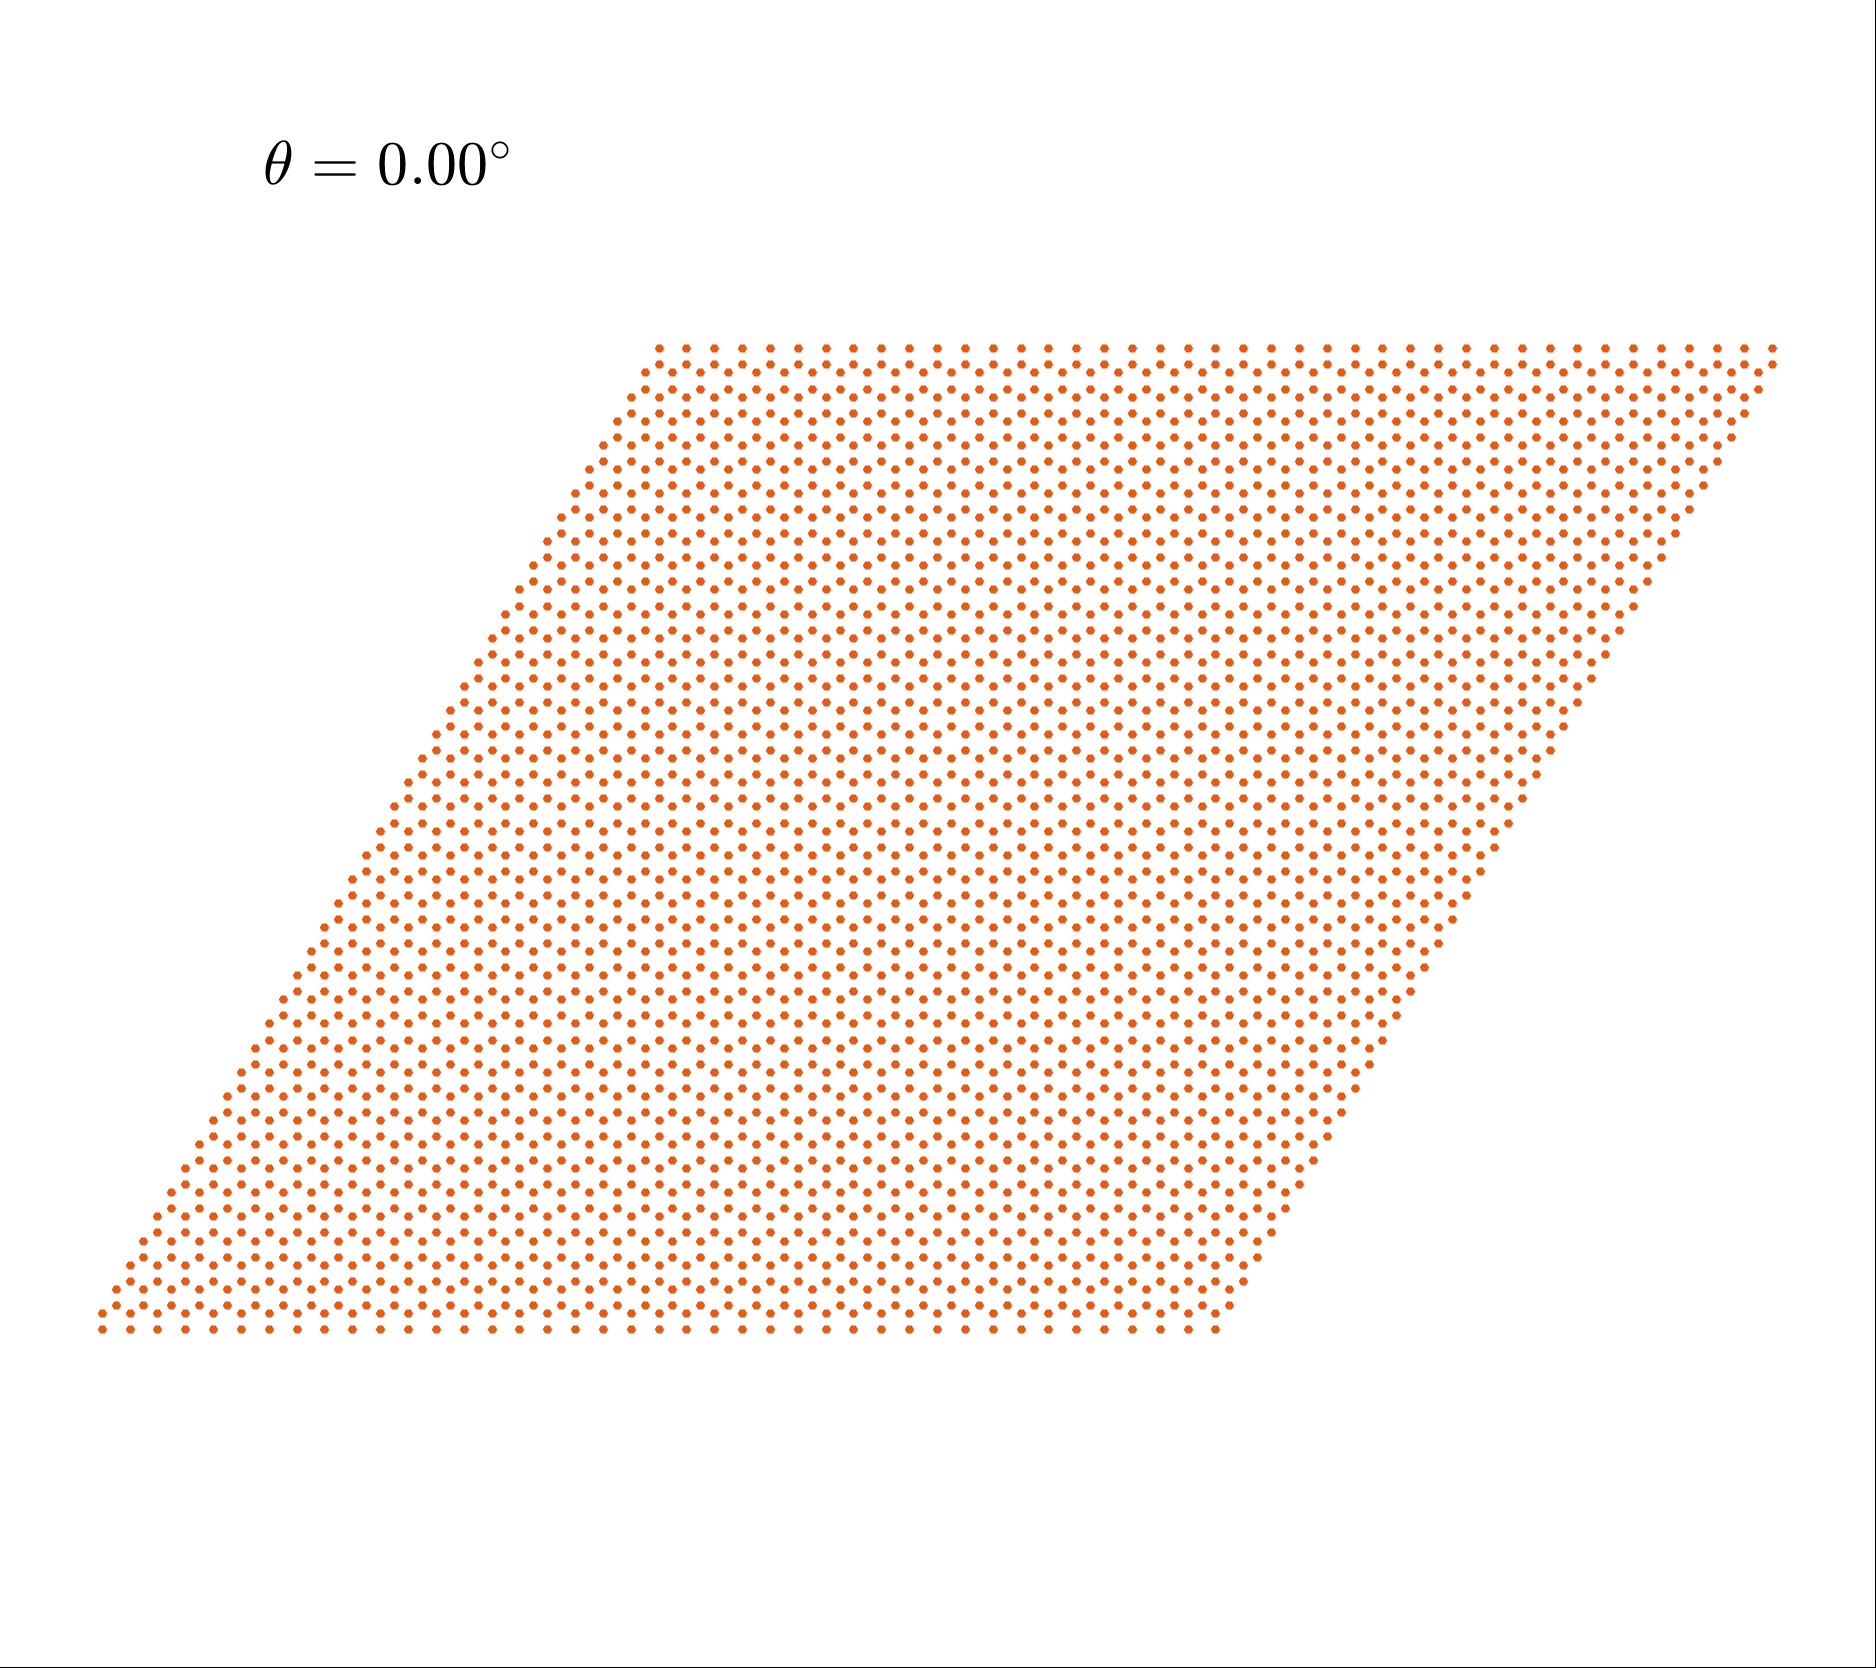 θ = 0.00°